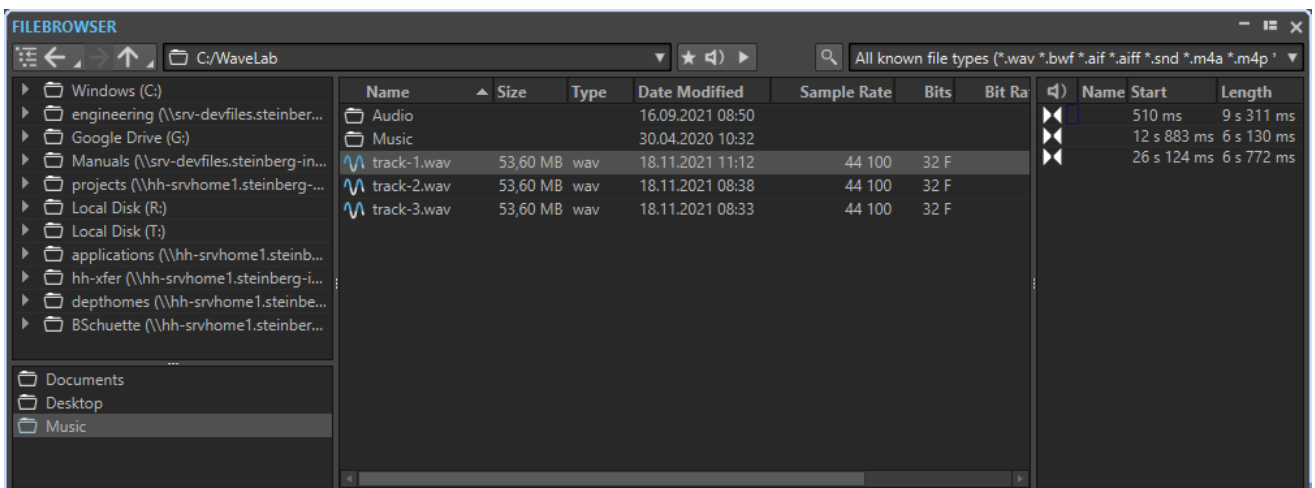 FILEBROWSER
C:/WaveLab
All known file types (*.wav *.bwf *.aif *.aiff *.snd *.m4a *.m4p *
Windows (C:)
engineering (\\srv-devfiles.steinber...
Google Drive (G:)
Manuals (\\srv-devfiles.steinberg-in...
projects (\\hh-srvhome1.steinberg-...
Local Disk (R:)
Local Disk (T:)
applications (\\hh-srvhome1.steinb...
hh-xfer (\\hh-srvhome1.steinberg-i...
depthomes (\\hh-srvhome1.steinbe...
BSchuette (\\hh-srvhome1.steinber...
Documents
Desktop
Music
Name Size Type Date Modified Sample Rate Bits Bit Ra
Audio 16.09.2021 08:50
Music 30.04.2020 10:32
track-1.wav 53,60 MB wav 18.11.2021 11:12 44 100 32 F
track-2.wav 53,60 MB wav 18.11.2021 08:38 44 100 32 F
track-3.wav 53,60 MB wav 18.11.2021 08:33 44 100 32 F
Name Start Length
510 ms 9 s 311 ms
12 s 883 ms 6 s 130 ms
26 s 124 ms 6 s 772 ms